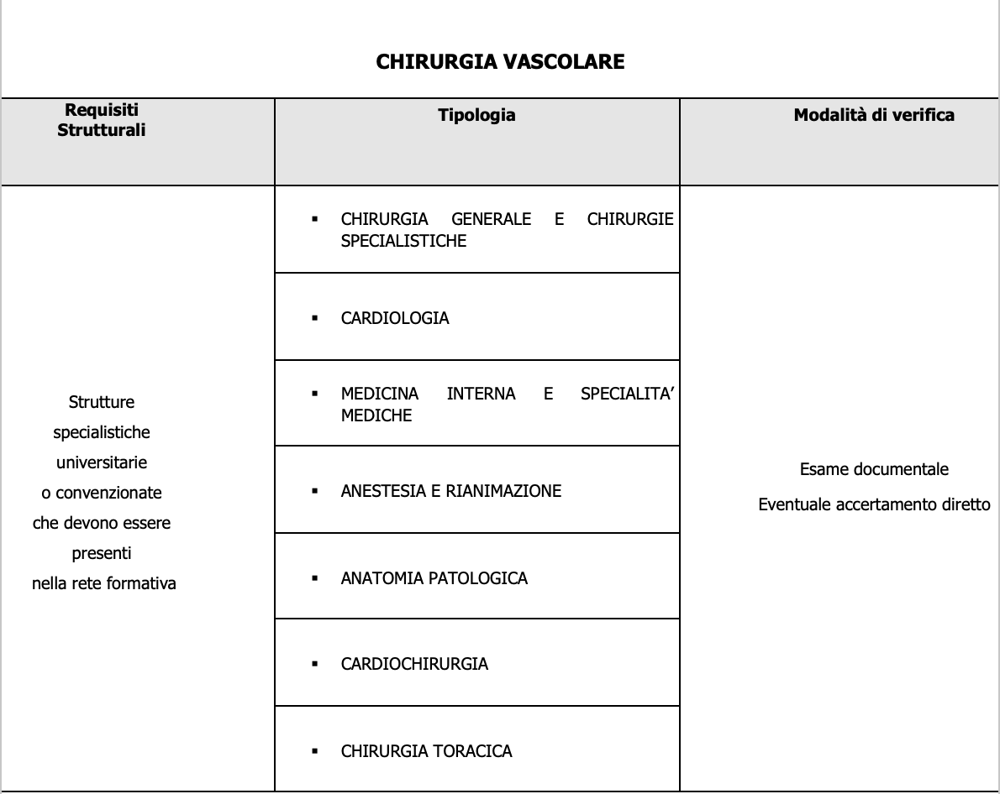 CHIRURGIA VASCOLARE
Requisiti
Strutturali
Tipologia
Modalità di verifica
Strutture
specialistiche
universitarie
o convenzionate
che devono essere
presenti
nella rete formativa
▪ CHIRURGIA GENERALE E CHIRURGIE
SPECIALISTICHE
▪ CARDIOLOGIA
▪ MEDICINA INTERNA E SPECIALITA’
MEDICHE
▪ ANESTESIA E RIANIMAZIONE
▪ ANATOMIA PATOLOGICA
▪ CARDIOCHIRURGIA
▪ CHIRURGIA TORACICA
Esame documentale
Eventuale accertamento diretto